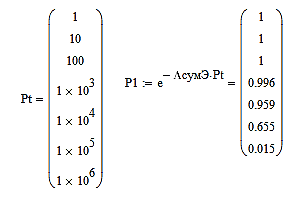 Pt = ( 1 10 100 1 × 10³ 1 × 10⁴ 1 × 10⁵ 1 × 10⁶ )
P1 := e^(− АсумЭ·Pt) = ( 1 1 1 0.996 0.959 0.655 0.015 )